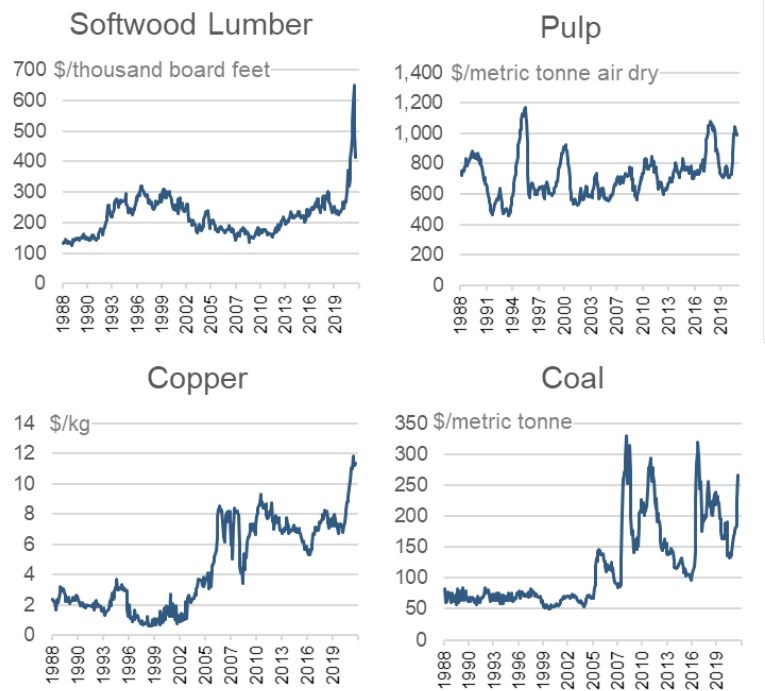 Softwood Lumber
700 $/thousand board feet
600
500
400
300
200
100
0
1988 1990 1993 1996 1999 2002 2005 2007 2010 2013 2016 2019
Pulp
1,400 $/metric tonne air dry
1,200
1,000
800
600
400
200
0
1988 1991 1994 1997 2000 2003 2005 2007 2010 2013 2016 2019
Copper
14 $/kg
12
10
8
6
4
2
0
1988 1990 1993 1996 1999 2002 2005 2007 2010 2013 2016 2019
Coal
350 $/metric tonne
300
250
200
150
100
50
0
1988 1990 1993 1996 1999 2002 2005 2007 2010 2013 2016 2019